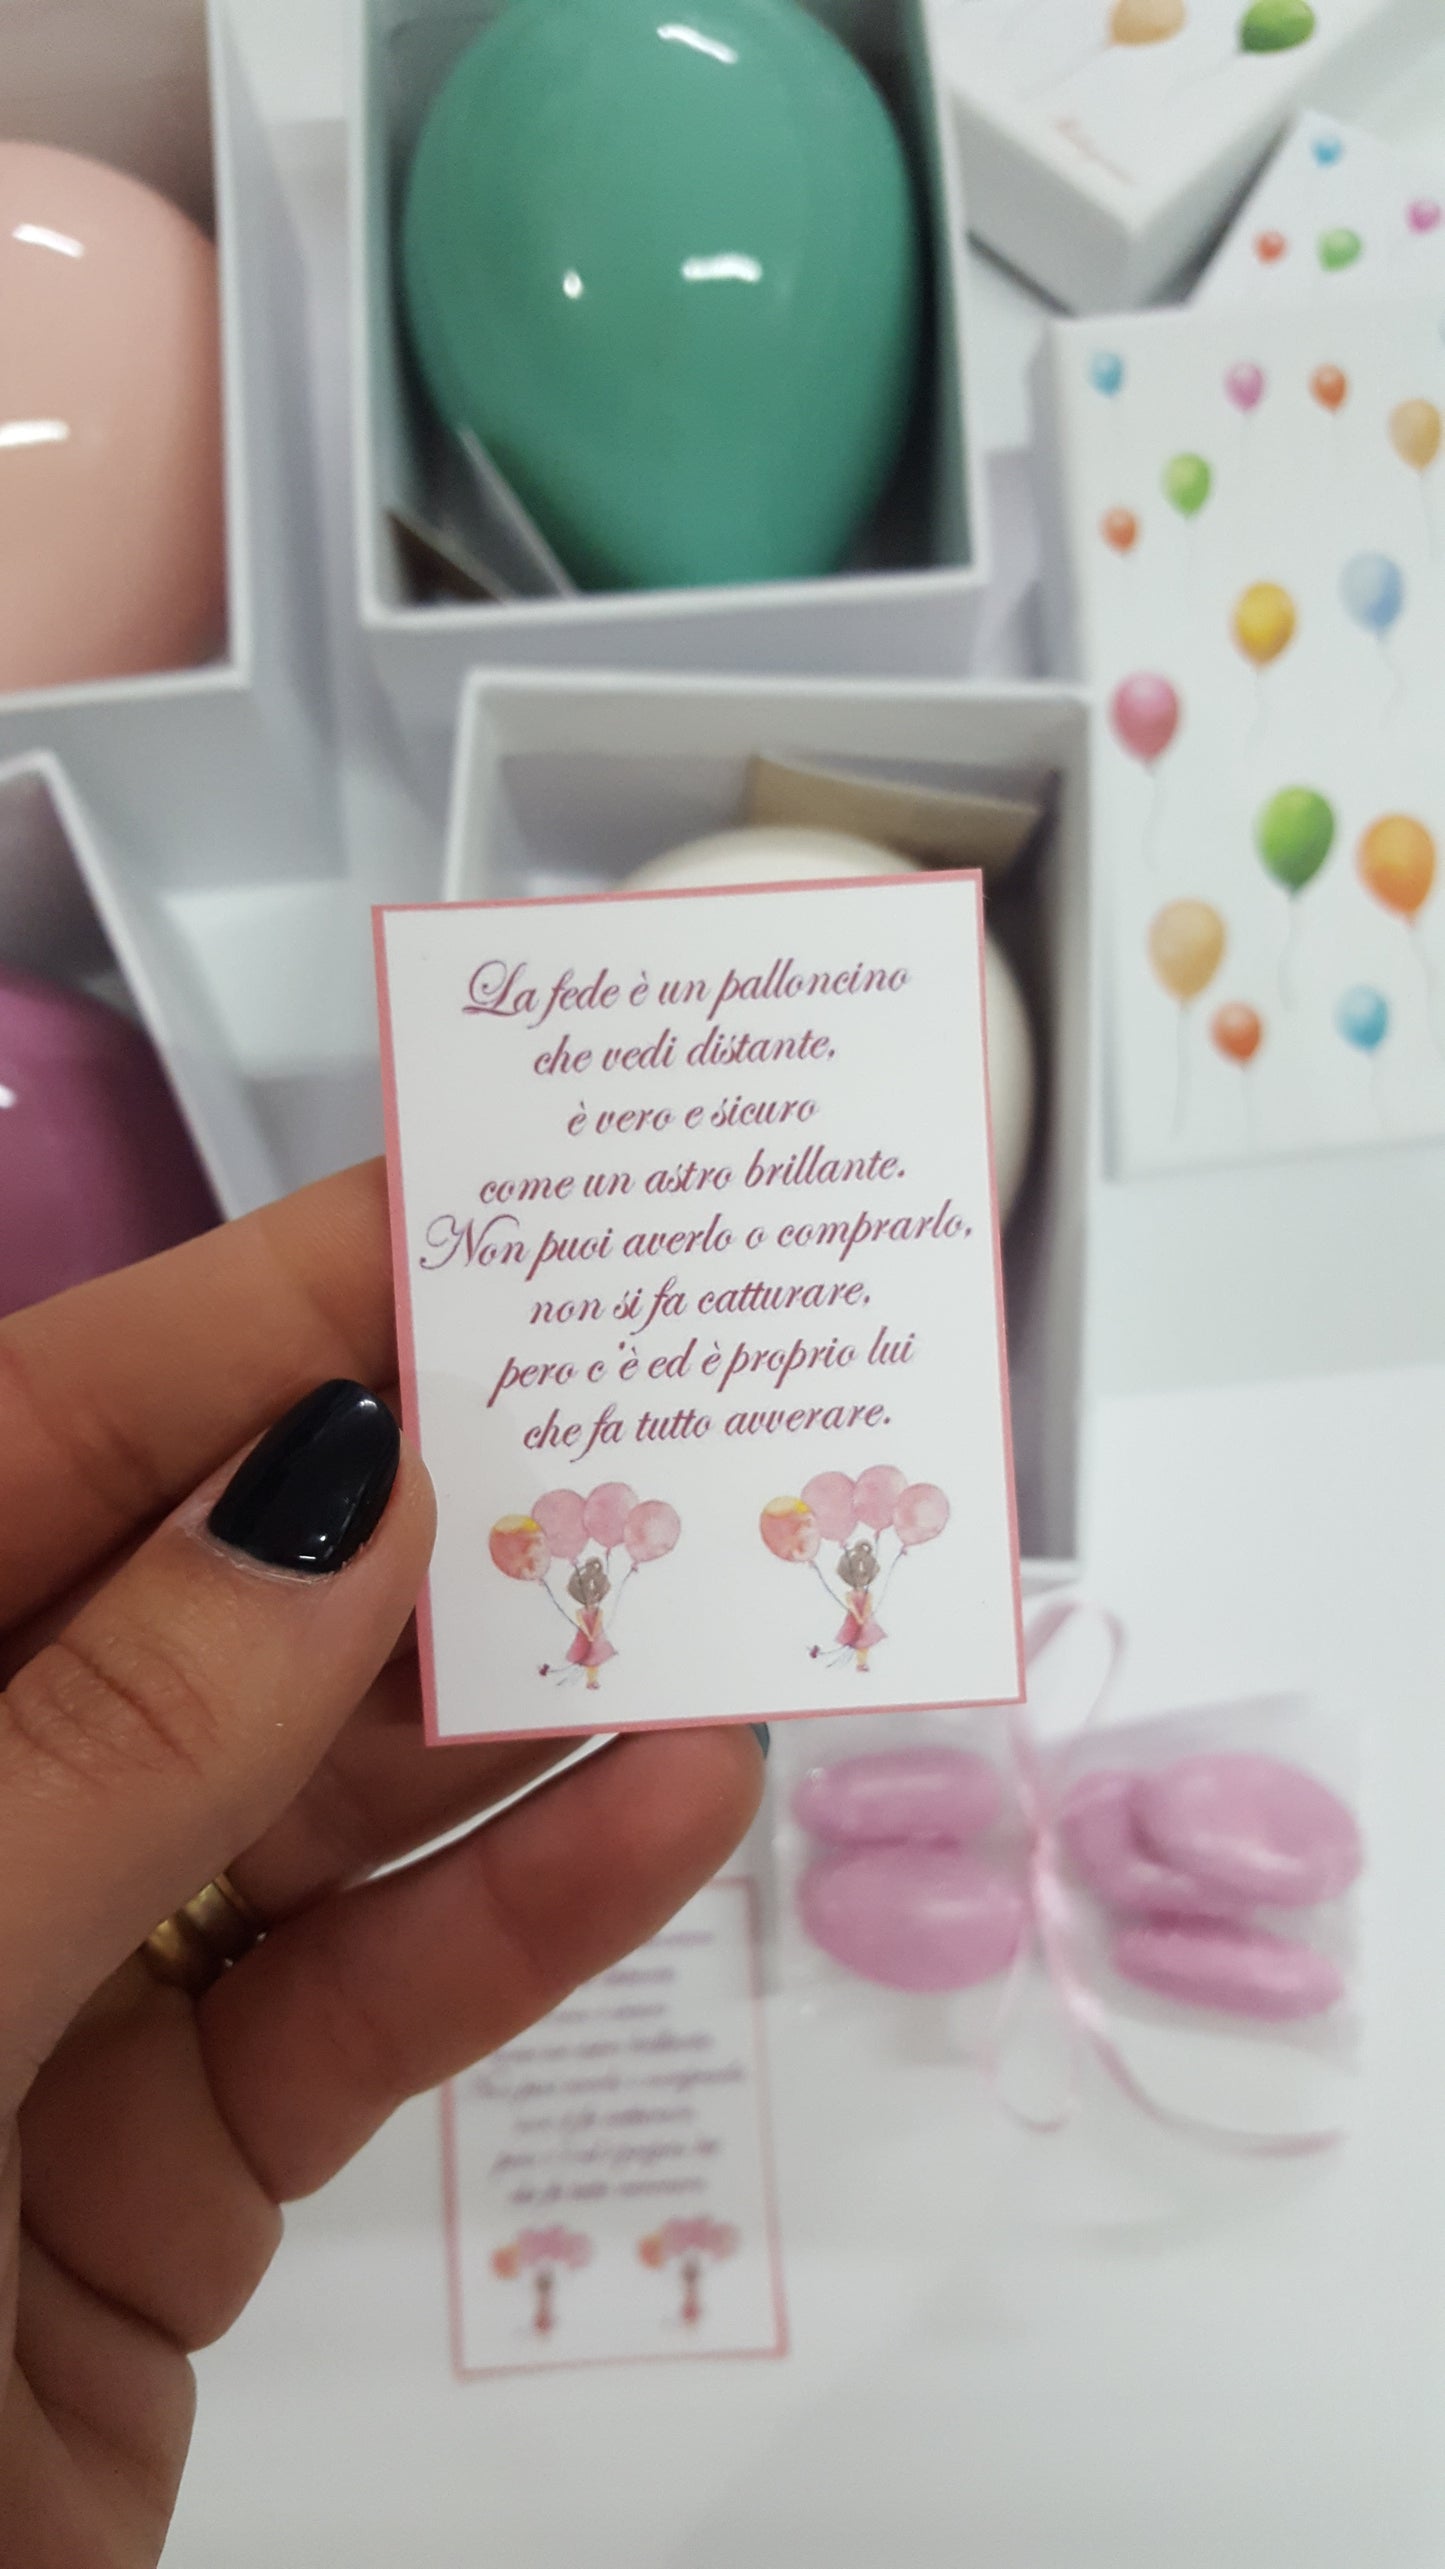 La fede è un palloncino
che vedi distante,
è vero e sicuro
come un astro brillante.
Non puoi averlo o comprarlo,
non si fa catturare,
pero c'è ed è proprio lui
che fa tutto avverare.